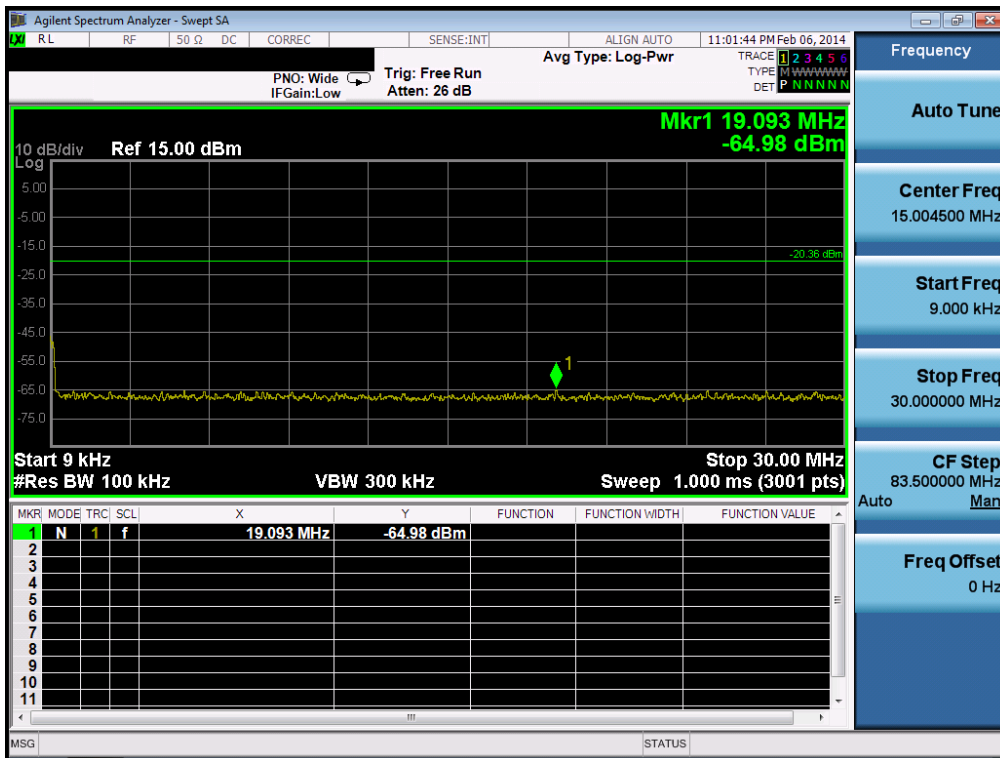 Agilent Spectrum Analyzer - Swept SA
LXI RL RF 50 Ω DC CORREC SENSE:INT ALIGN AUTO 11:01:44 PM Feb 06, 2014
Avg Type: Log-Pwr
TRACE 1 2 3 4 5 6
TYPE M WWWWW
DET P N N N N N
PNO: Wide
IFGain:Low
Trig: Free Run
Atten: 26 dB
Mkr1 19.093 MHz
-64.98 dBm
10 dB/div
Log
Ref 15.00 dBm
5.00
-5.00
-15.0
-20.36 dBm
-25.0
-35.0
-45.0
-55.0
1
-65.0
-75.0
Start 9 kHz
Stop 30.00 MHz
#Res BW 100 kHz
VBW 300 kHz
Sweep 1.000 ms (3001 pts)
MKR MODE TRC SCL X Y FUNCTION FUNCTION WIDTH FUNCTION VALUE
1 N 1 f 19.093 MHz -64.98 dBm
2
3
4
5
6
7
8
9
10
11
MSG
STATUS
Frequency
Auto Tune
Center Freq
15.004500 MHz
Start Freq
9.000 kHz
Stop Freq
30.000000 MHz
CF Step
83.500000 MHz
Auto Man
Freq Offset
0 Hz